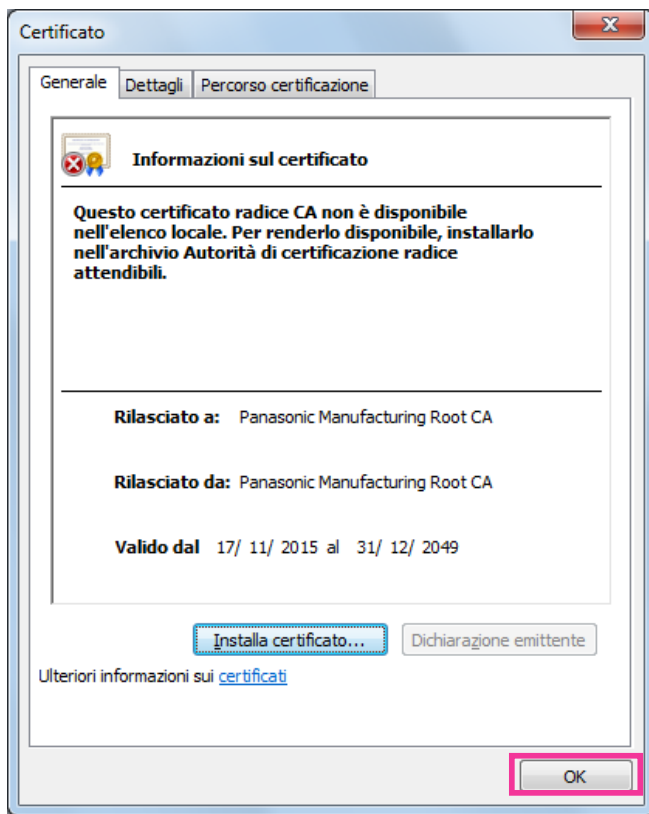 Certificato
Generale Dettagli Percorso certificazione
Informazioni sul certificato
Questo certificato radice CA non è disponibile
nell'elenco locale. Per renderlo disponibile, installarlo
nell'archivio Autorità di certificazione radice
attendibili.
Rilasciato a: Panasonic Manufacturing Root CA
Rilasciato da: Panasonic Manufacturing Root CA
Valido dal 17/ 11/ 2015 al 31/ 12/ 2049
Installa certificato... Dichiarazione emittente
Ulteriori informazioni sui certificati
OK